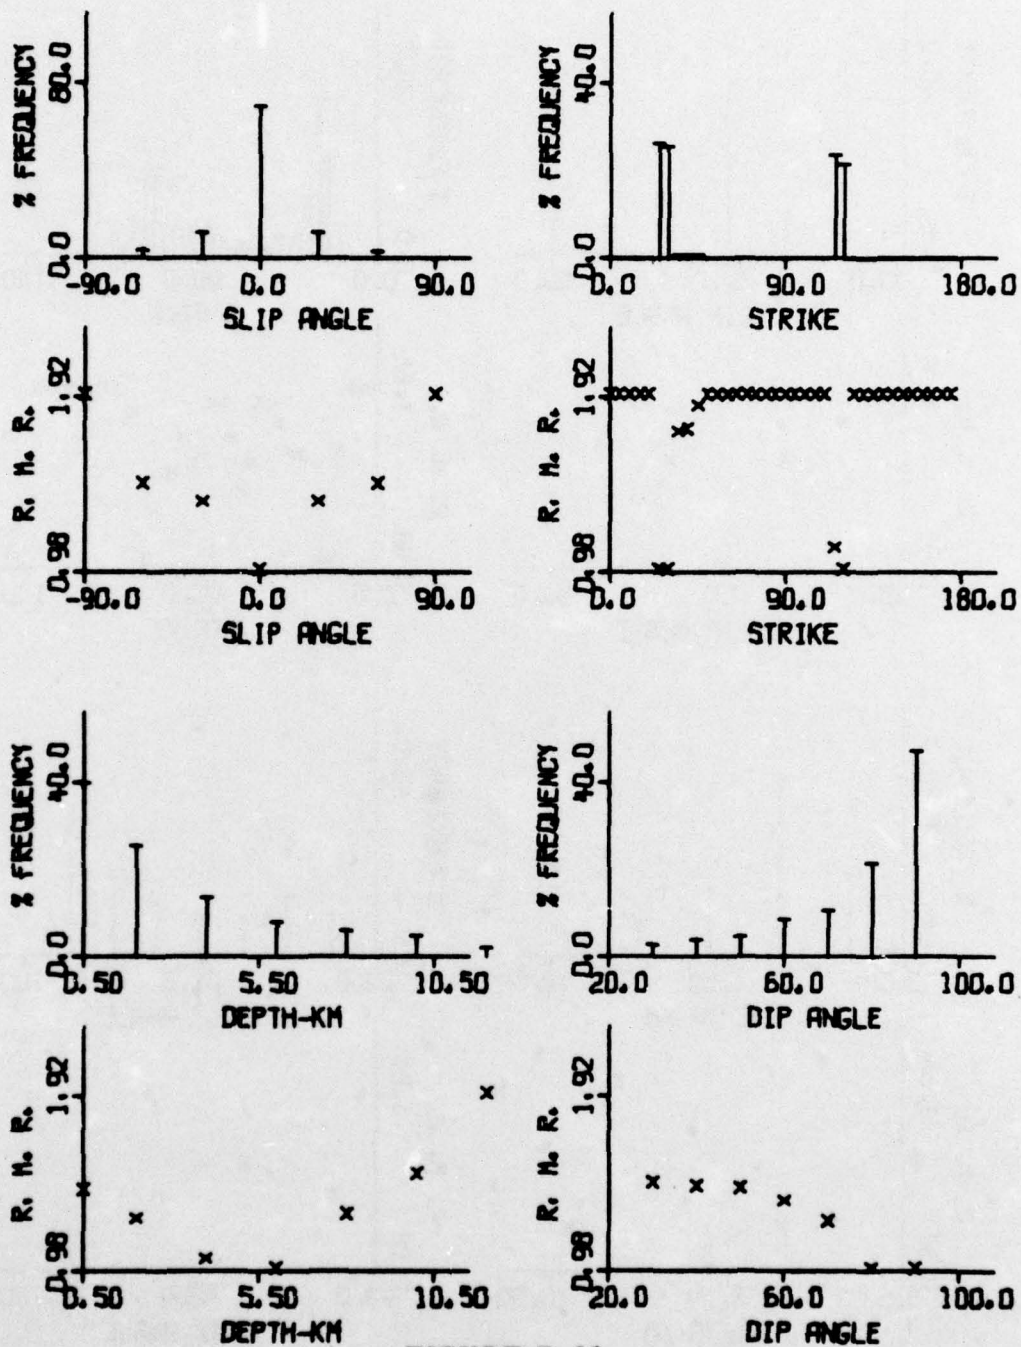 % FREQUENCY
80.0
0.0
-90.0 0.0 90.0
SLIP ANGLE
% FREQUENCY
40.0
0.0
0.0 90.0 180.0
STRIKE
R. M. R.
1.92
0.98
-90.0 0.0 90.0
SLIP ANGLE
R. M. R.
1.92
0.98
0.0 90.0 180.0
STRIKE
% FREQUENCY
40.0
0.0
0.50 5.50 10.50
DEPTH-KM
% FREQUENCY
40.0
0.0
20.0 60.0 100.0
DIP ANGLE
R. M. R.
1.92
0.98
0.50 5.50 10.50
DEPTH-KM
R. M. R.
1.92
0.98
20.0 60.0 100.0
DIP ANGLE